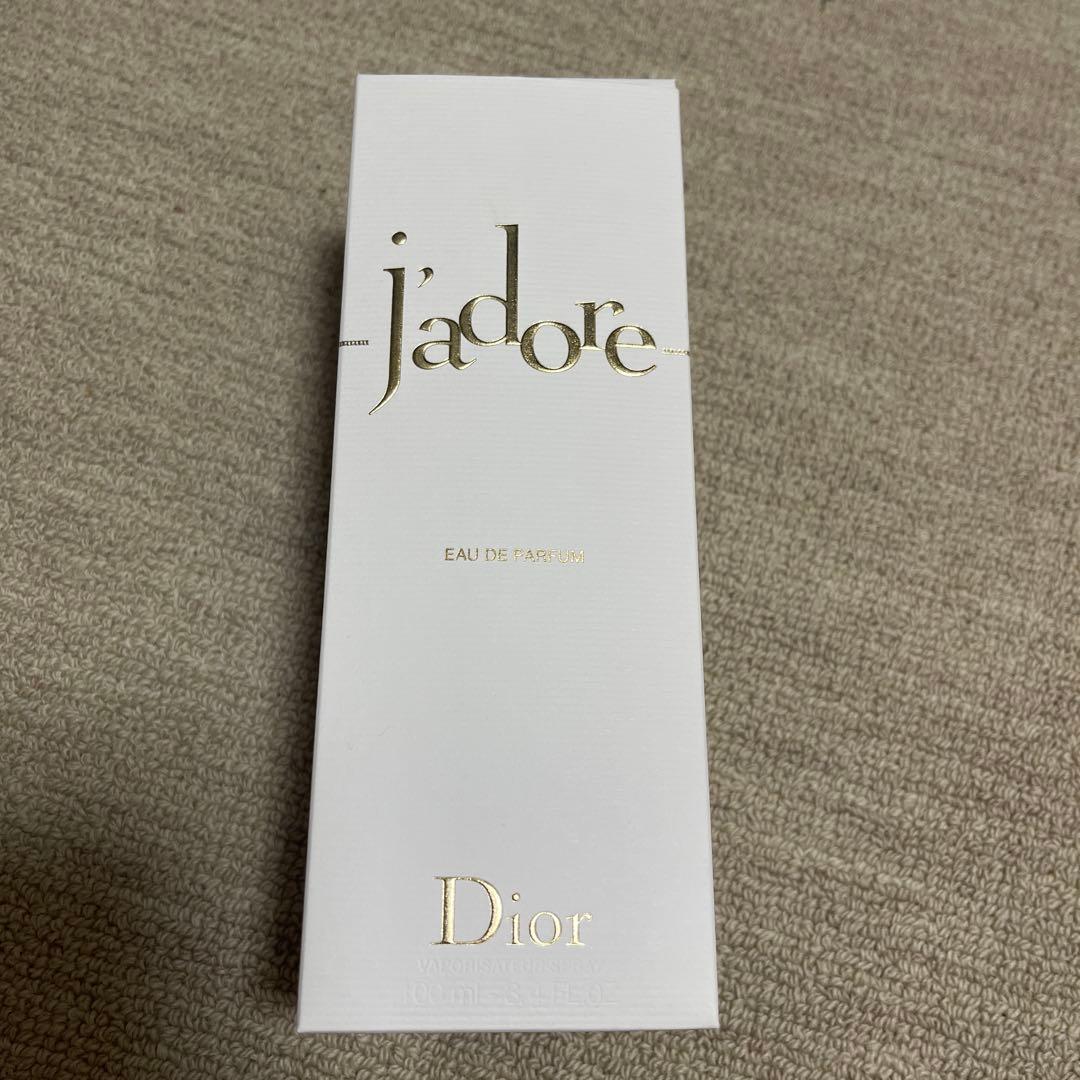 j'adore
EAU DE PARFUM
Dior
VAPORISATEUR SPRAY
100 mL - 3.4 FL.OZ